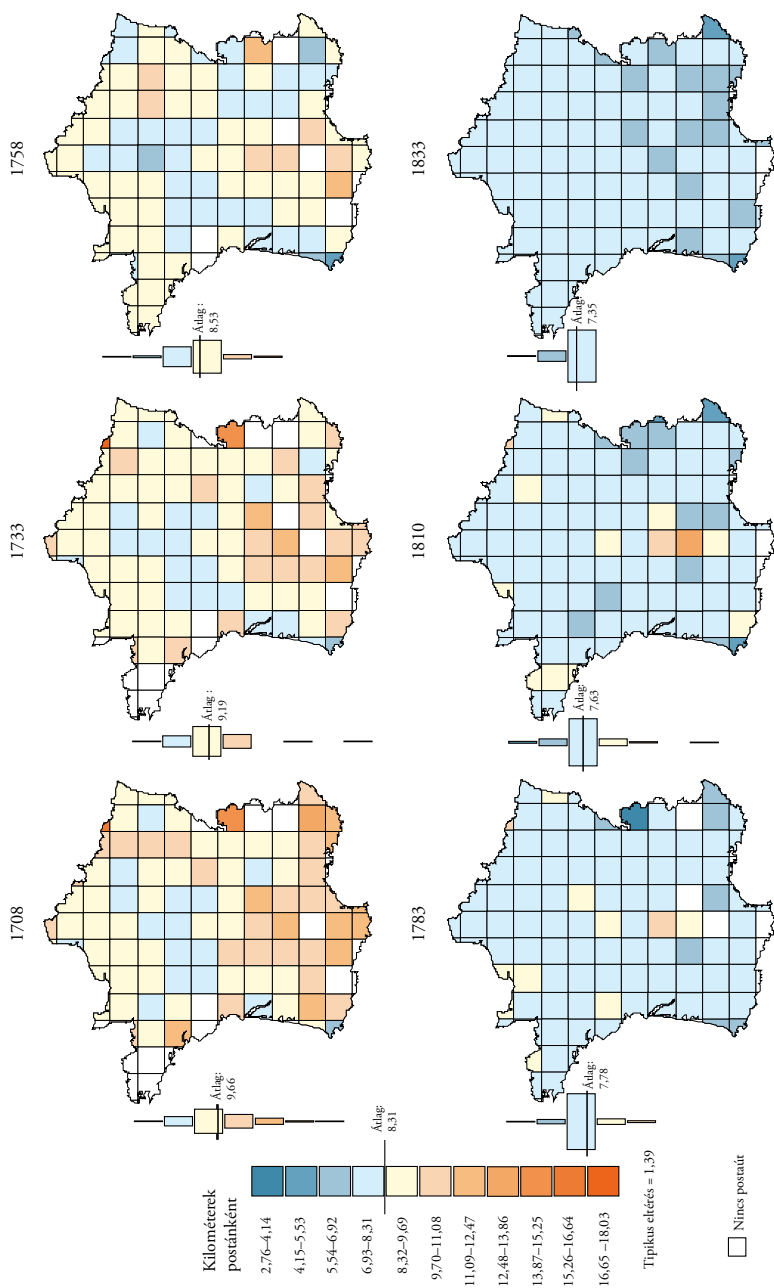 1758
Átlag :
8,53
1733
Átlag :
9,19
1708
Átlag:
9,66
1833
Átlag:
7,35
1810
Átlag:
7,63
1783
Átlag:
7,78
Kilométerek
postánként
Átlag:
8,31
2,76–4,14
4,15–5,53
5,54–6,92
6,93–8,31
8,32–9,69
9,70–11,08
11,09–12,47
12,48–13,86
13,87–15,25
15,26–16,64
16,65 –18,03
Tipikus eltérés = 1,39
Nincs postaút